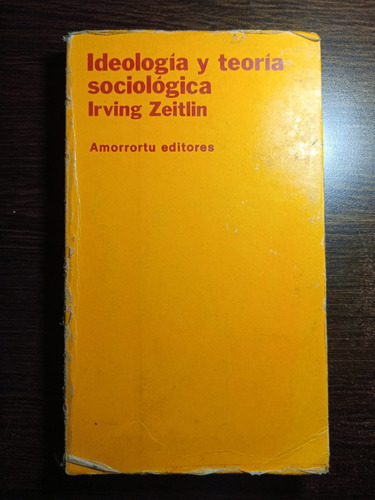 Ideología y teoría
sociológica
Irving Zeitlin
Amorrortu editores